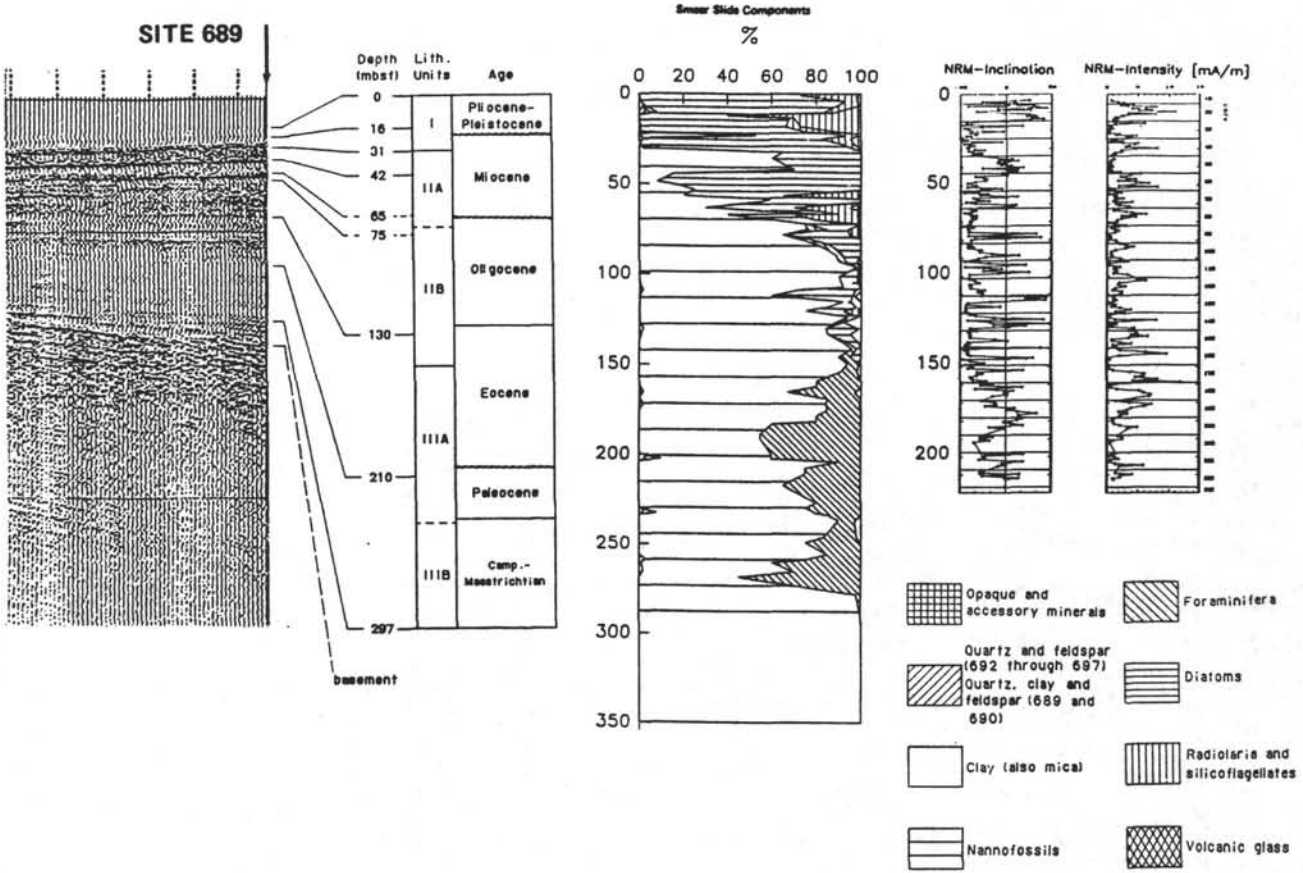 SITE 689
Depth
(mbsf)
Lith.
Units
Age
0
16
31
42
65
75
130
210
297
I
IIA
IIB
IIIA
IIIB
Pliocene-
Pleistocene
Miocene
Oligocene
Eocene
Paleocene
Camp.-
Maestrichtian
basement
Smear Slide Components
%
0 20 40 60 80 100
0
50
100
150
200
250
300
350
NRM-Inclination
0
50
100
150
200
NRM-Intensity [mA/m]
Opaque and
accessory minerals
Quartz and feldspar
(692 through 697)
Quartz, clay and
feldspar (689 and
690)
Clay (also mica)
Nannofossils
Foraminifera
Diatoms
Radiolaria and
silicoflagellates
Volcanic glass